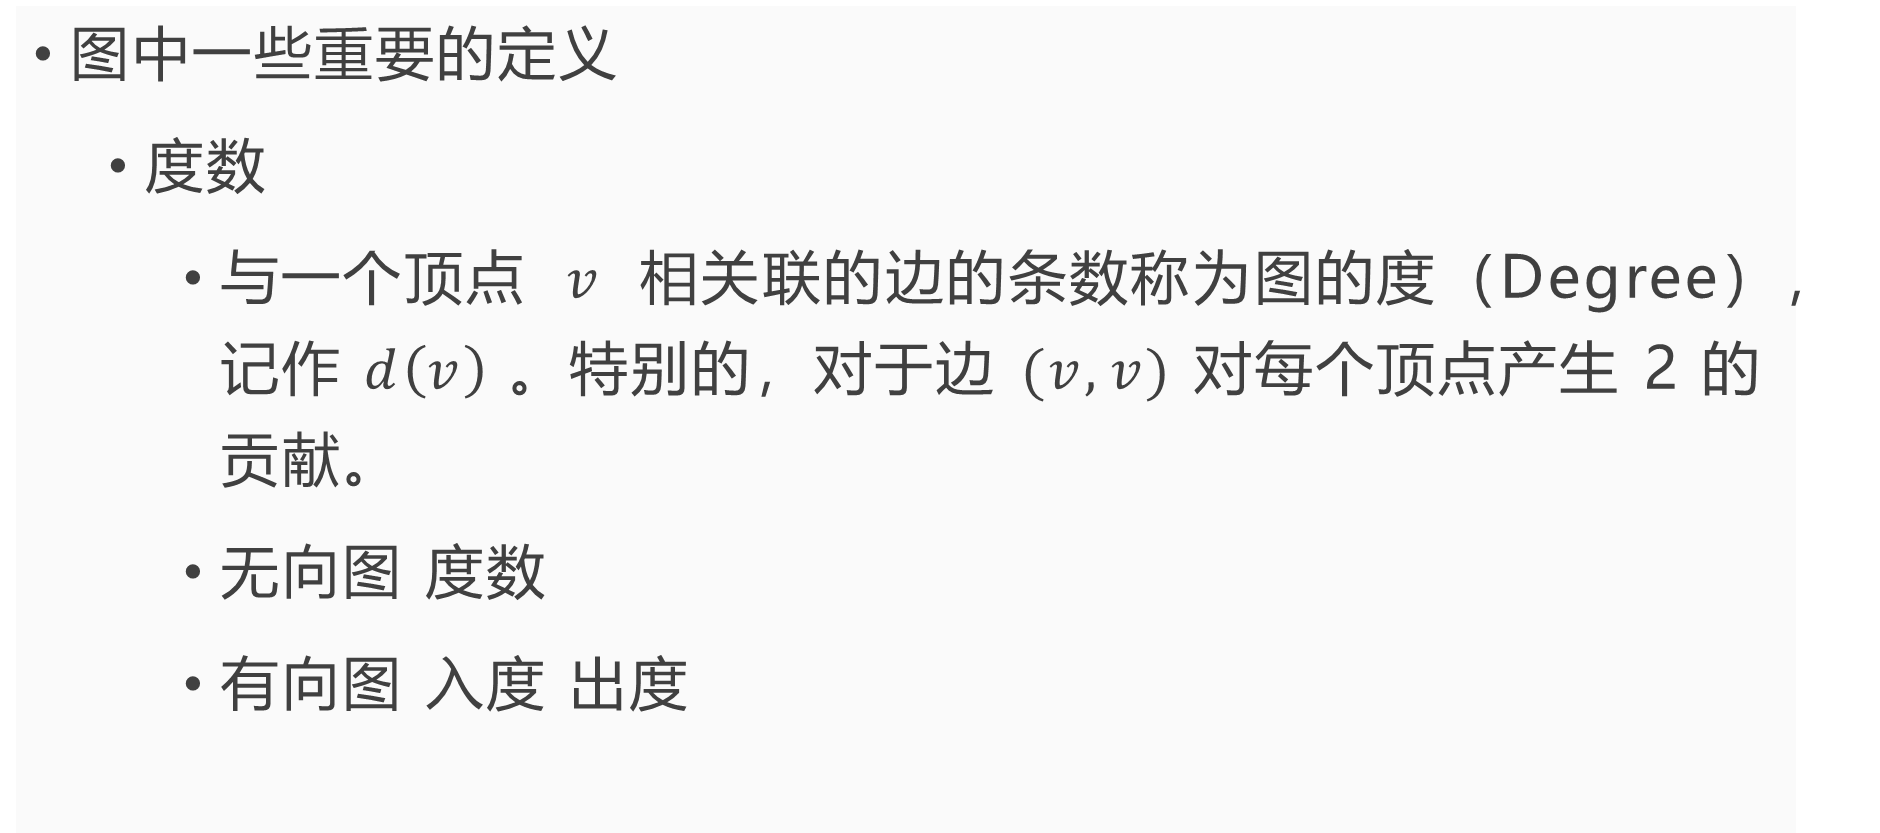 • 图中一些重要的定义
• 度数
• 与一个顶点 v 相关联的边的条数称为图的度（Degree）,
记作 d(v) 。特别的，对于边 (v, v) 对每个顶点产生 2 的
贡献。
• 无向图 度数
• 有向图 入度 出度